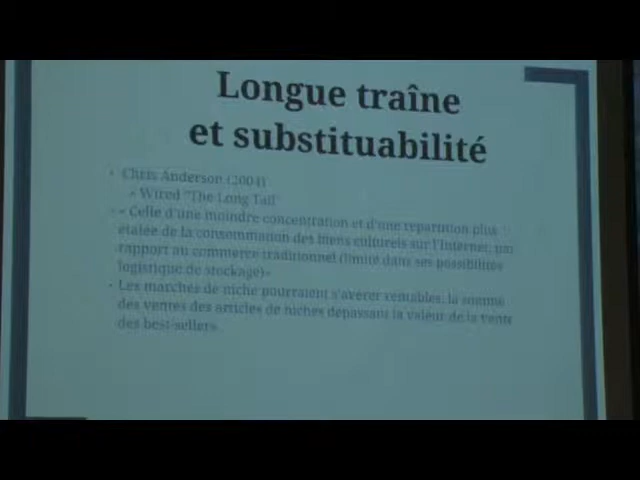 Longue traîne
et substituabilité
• Chris Anderson (2004)
• Wired "The Long Tail"
• « Celle d'une moindre concentration et d'une répartition plus
étalée de la consommation des biens culturels sur l'Internet, par
rapport au commerce traditionnel (limité dans ses possibilités
logistique de stockage)»
• Les marchés de niche pourraient s'avérer rentables, la somme
des ventes des articles de niches dépassant la valeur de la vente
des best-sellers